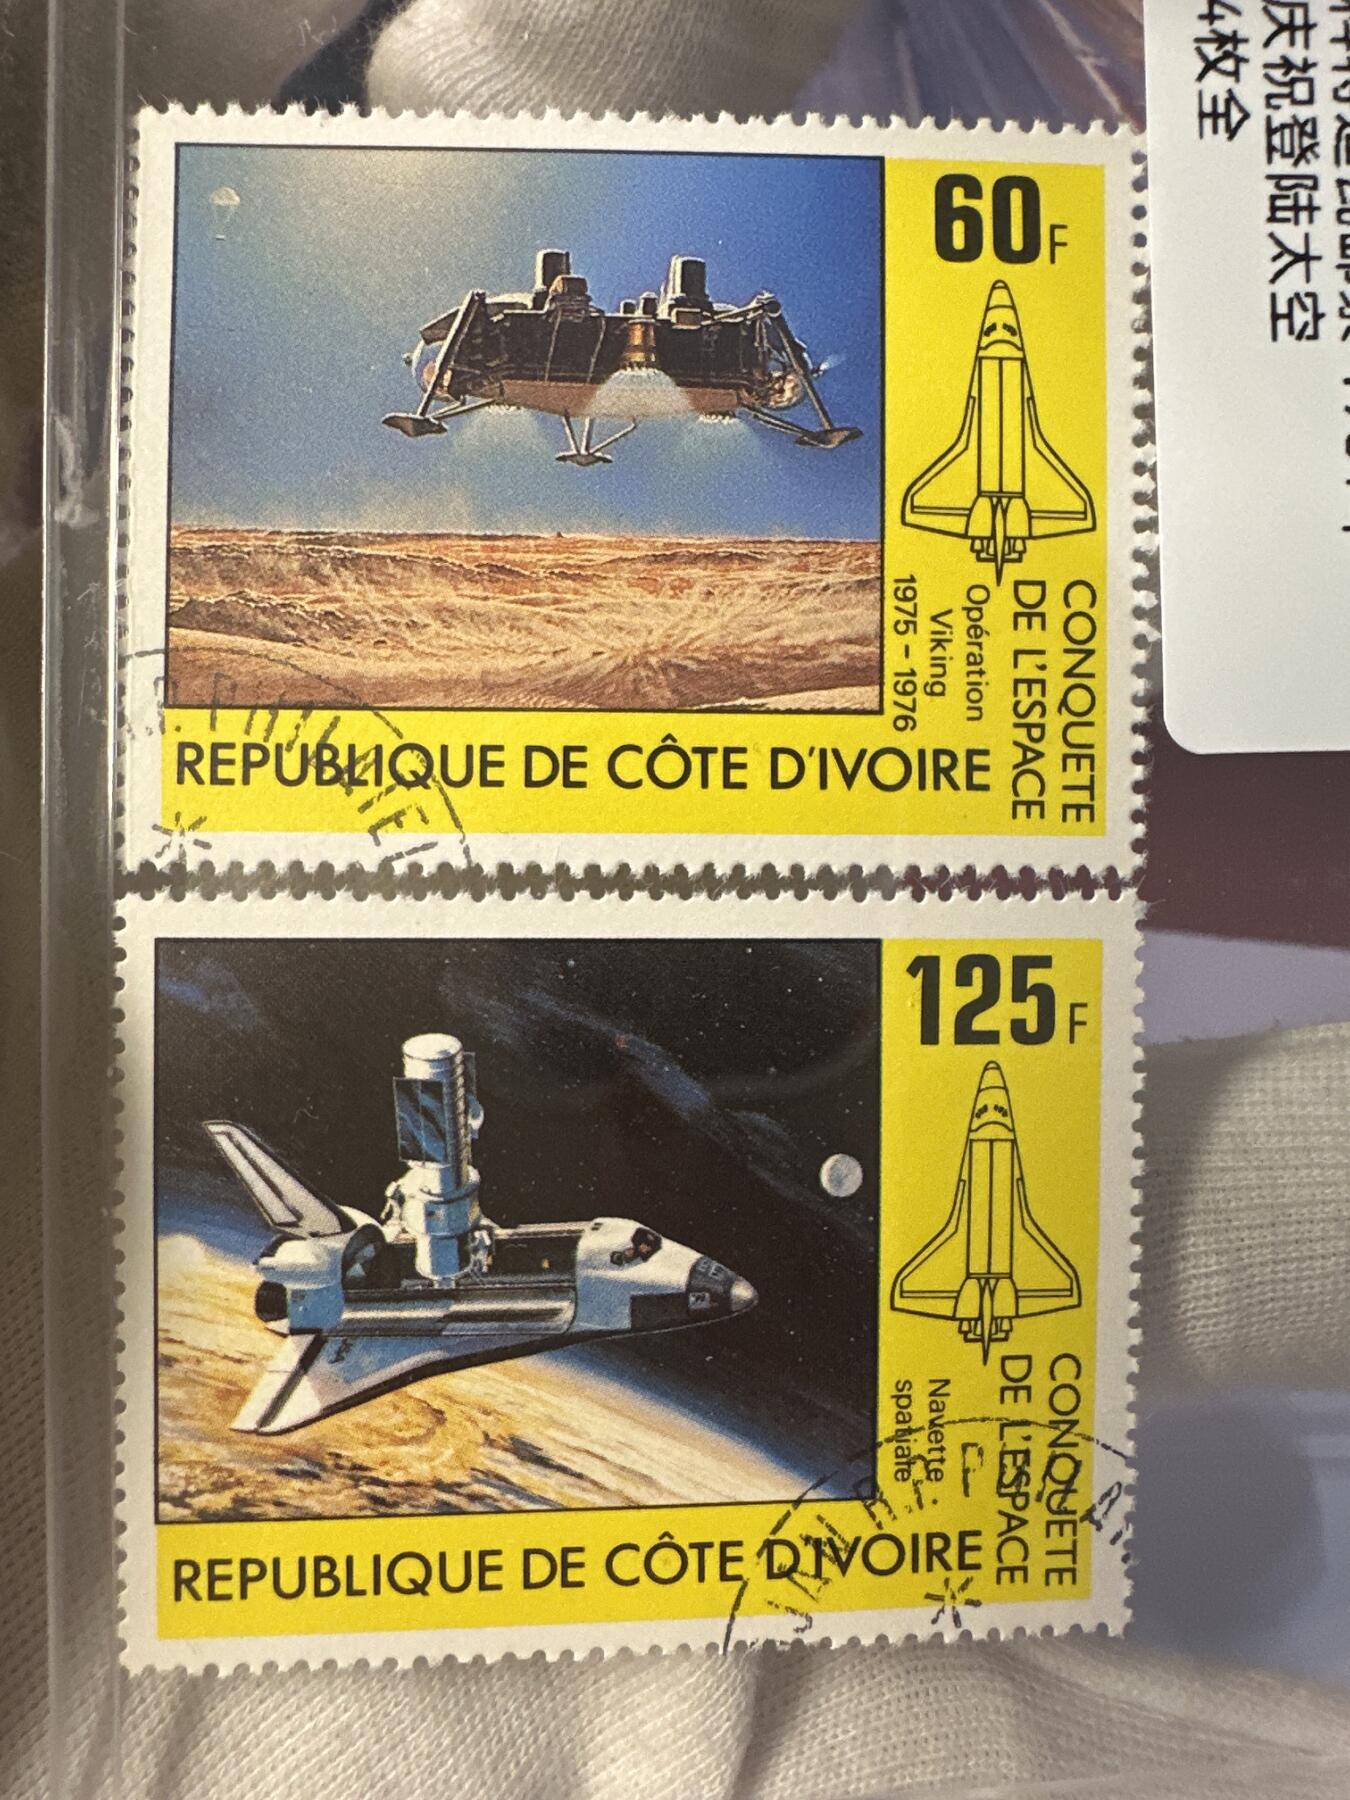 庆祝登陆太空
4枚全
60F
CONQUETE
DE L'ESPACE
Opération
Viking
1975-1976
REPUBLIQUE DE CÔTE D'IVOIRE
125F
CONQUETE
DE L'ESPACE
Navette
spatiale
REPUBLIQUE DE CÔTE D'IVOIRE